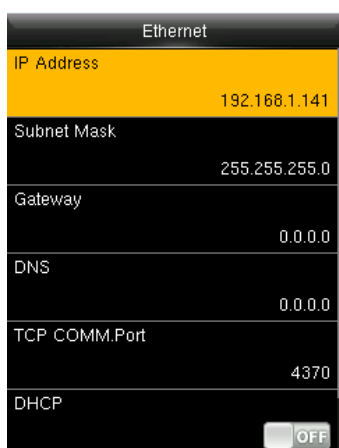 Ethernet
IP Address
192.168.1.141
Subnet Mask
255.255.255.0
Gateway
0.0.0.0
DNS
0.0.0.0
TCP COMM.Port
4370
DHCP
OFF